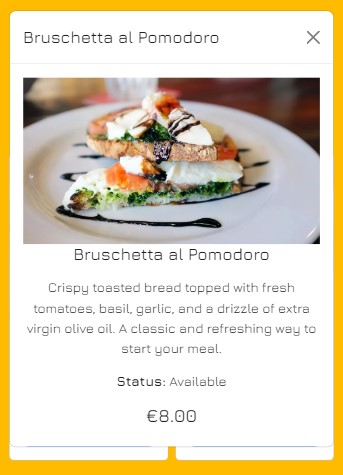 Bruschetta al Pomodoro
Bruschetta al Pomodoro
Crispy toasted bread topped with fresh
tomatoes, basil, garlic, and a drizzle of extra
virgin olive oil. A classic and refreshing way to
start your meal.
Status: Available
€8.00